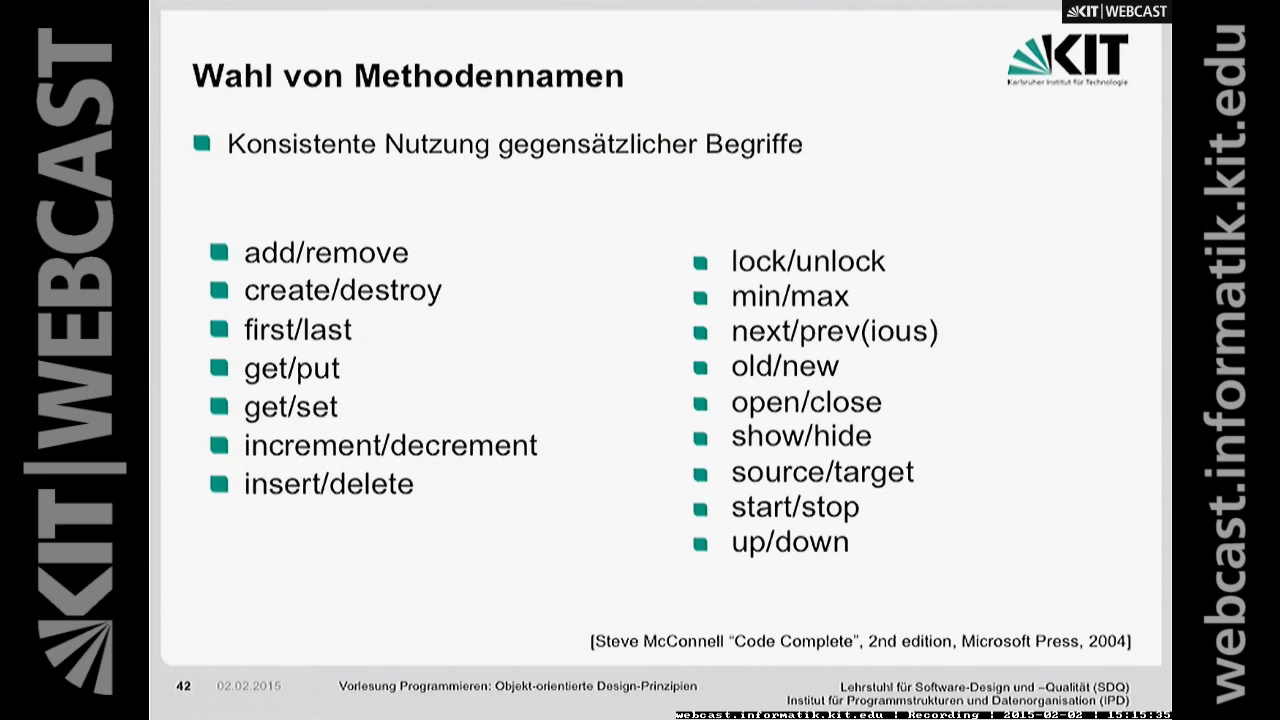 KIT|WEBCAST
KIT|WEBCAST
webcast.informatik.kit.edu
KIT
Karlsruher Institut für Technologie
Wahl von Methodennamen
Konsistente Nutzung gegensätzlicher Begriffe
add/remove
create/destroy
first/last
get/put
get/set
increment/decrement
insert/delete
lock/unlock
min/max
next/prev(ious)
old/new
open/close
show/hide
source/target
start/stop
up/down
[Steve McConnell “Code Complete”, 2nd edition, Microsoft Press, 2004]
42
02.02.2015
Vorlesung Programmieren: Objekt-orientierte Design-Prinzipien
Lehrstuhl für Software-Design und –Qualität (SDQ)
Institut für Programmstrukturen und Datenorganisation (IPD)
webcast.informatik.kit.edu | Recording | 2015-02-02 | 15:15:35